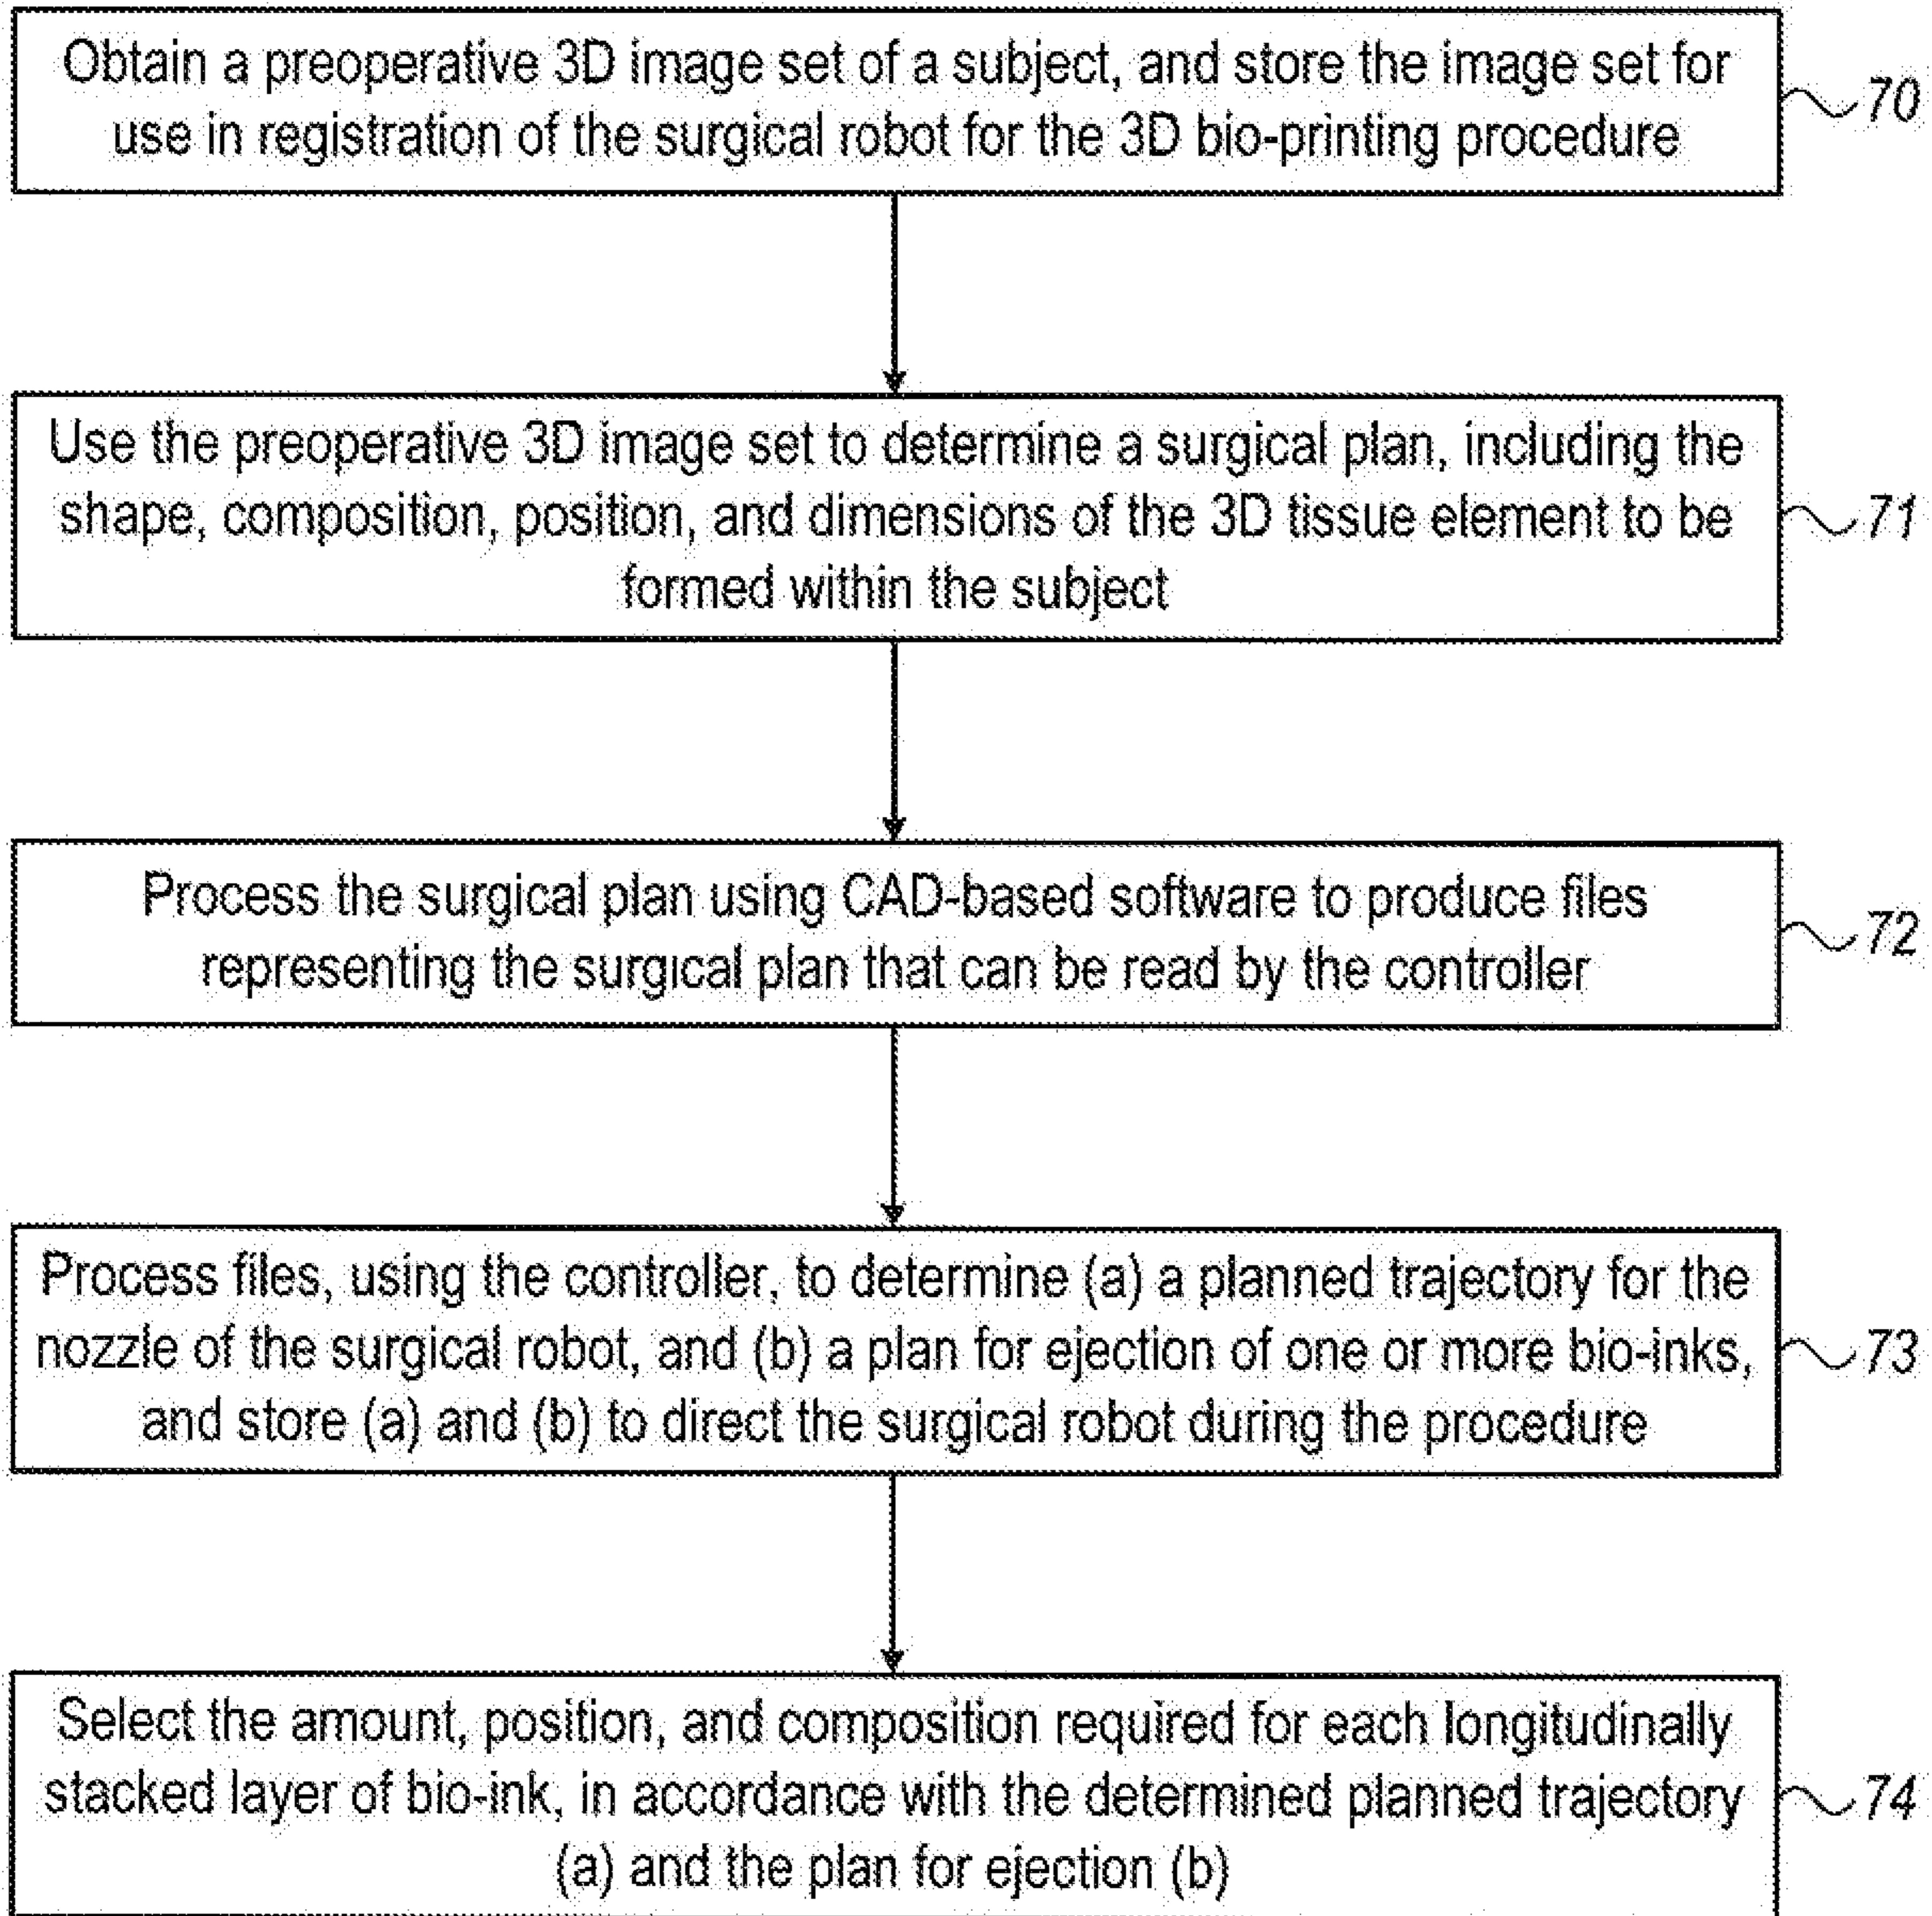 Obtain a preoperative 3D image set of a subject, and store the image set for
use in registration of the surgical robot for the 3D bio-printing procedure
70
Use the preoperative 3D image set to determine a surgical plan, including the
shape, composition, position, and dimensions of the 3D tissue element to be
formed within the subject
71
Process the surgical plan using CAD-based software to produce files
representing the surgical plan that can be read by the controller
72
Process files, using the controller, to determine (a) a planned trajectory for the
nozzle of the surgical robot, and (b) a plan for ejection of one or more bio-inks,
and store (a) and (b) to direct the surgical robot during the procedure
73
Select the amount, position, and composition required for each longitudinally
stacked layer of bio-ink, in accordance with the determined planned trajectory
(a) and the plan for ejection (b)
74